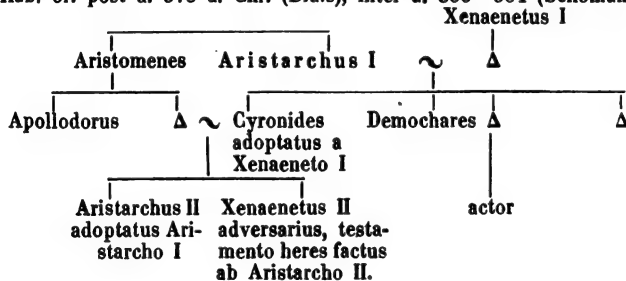 Xenaenetus I
Aristomenes Aristarchus I ~ Δ
Apollodorus Δ ~ Cyronides Demochares Δ Δ
adoptatus a
Xenaeneto I
Aristarchus II Xenaenetus II actor
adoptatus Ari- adversarius, testa-
starcho I mento heres factus
ab Aristarcho II.